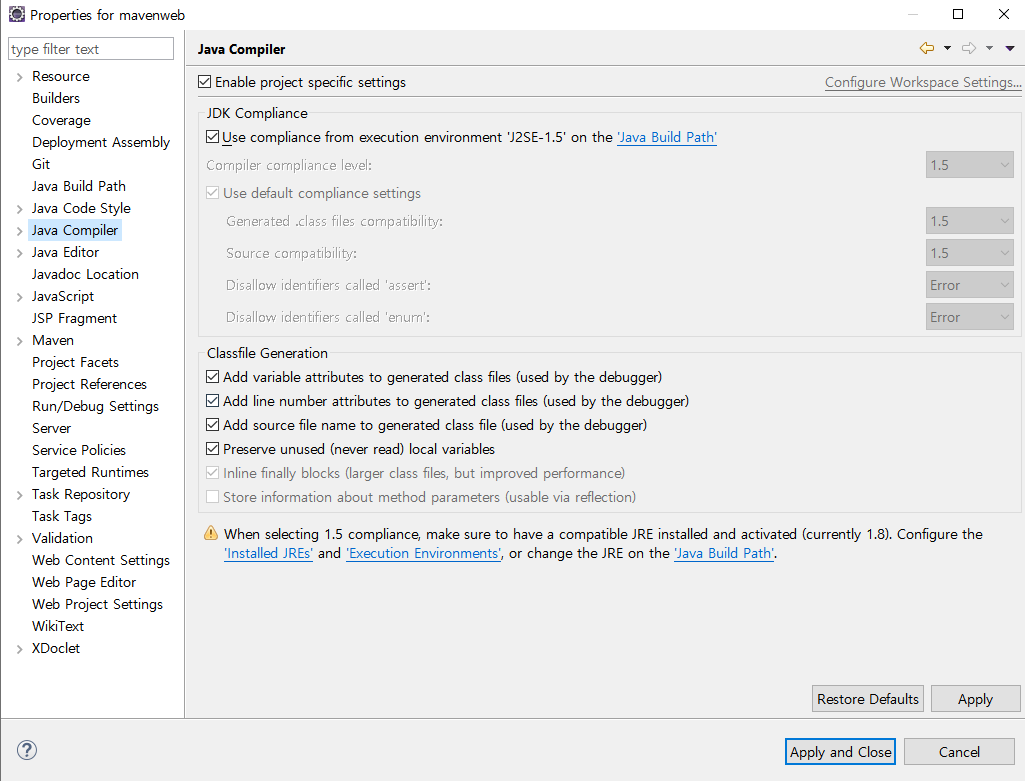 Properties for mavenweb
type filter text
Resource
Builders
Coverage
Deployment Assembly
Git
Java Build Path
Java Code Style
Java Compiler
Java Editor
Javadoc Location
JavaScript
JSP Fragment
Maven
Project Facets
Project References
Run/Debug Settings
Server
Service Policies
Targeted Runtimes
Task Repository
Task Tags
Validation
Web Content Settings
Web Page Editor
Web Project Settings
WikiText
XDoclet
Java Compiler
Enable project specific settings
Configure Workspace Settings...
JDK Compliance
Use compliance from execution environment 'J2SE-1.5' on the 'Java Build Path'
Compiler compliance level: 1.5
Use default compliance settings
Generated .class files compatibility: 1.5
Source compatibility: 1.5
Disallow identifiers called 'assert': Error
Disallow identifiers called 'enum': Error
Classfile Generation
Add variable attributes to generated class files (used by the debugger)
Add line number attributes to generated class files (used by the debugger)
Add source file name to generated class file (used by the debugger)
Preserve unused (never read) local variables
Inline finally blocks (larger class files, but improved performance)
Store information about method parameters (usable via reflection)
When selecting 1.5 compliance, make sure to have a compatible JRE installed and activated (currently 1.8). Configure the
'Installed JREs' and 'Execution Environments', or change the JRE on the 'Java Build Path'.
Restore Defaults
Apply
?
Apply and Close
Cancel